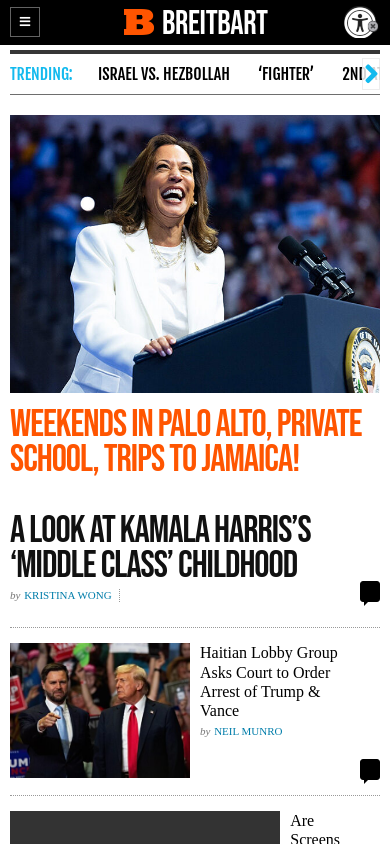 B BREITBART
TRENDING: ISRAEL VS. HEZBOLLAH ‘FIGHTER’ 2ND
WEEKENDS IN PALO ALTO, PRIVATE
SCHOOL, TRIPS TO JAMAICA!
A LOOK AT KAMALA HARRIS’S
‘MIDDLE CLASS’ CHILDHOOD
by KRISTINA WONG
Haitian Lobby Group
Asks Court to Order
Arrest of Trump &
Vance
by NEIL MUNRO
Are
Screens